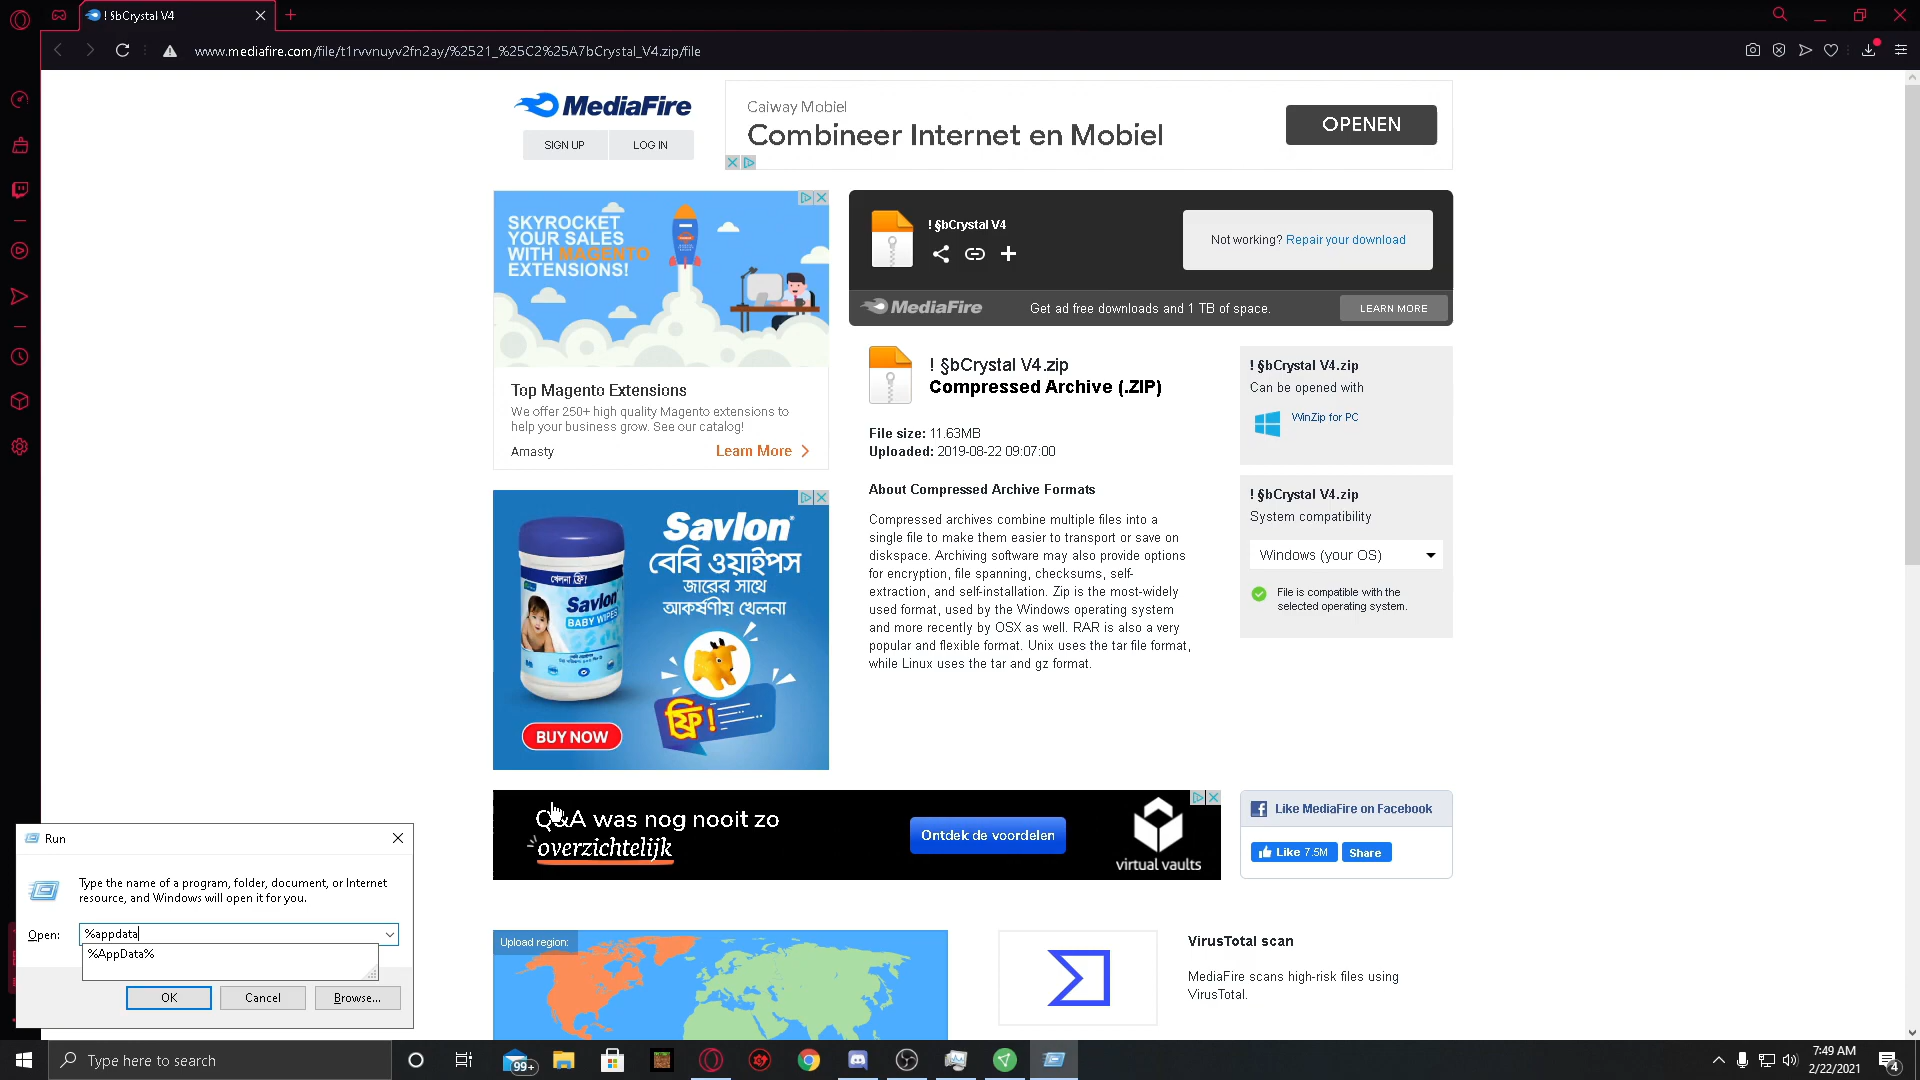 ! §bCrystal V4
www.mediafire.com/file/t1rvvnuyv2fn2ay/%2521_%25C2%25A7bCrystal_V4.zip/file
MediaFire
SIGN UP
LOG IN
Caiway Mobiel
Combineer Internet en Mobiel
OPENEN
SKYROCKET
YOUR SALES
WITH MAGENTO
EXTENSIONS!
Top Magento Extensions
We offer 250+ high quality Magento extensions to
help your business grow. See our catalog!
Amasty
Learn More
! §bCrystal V4
Not working? Repair your download
MediaFire
Get ad free downloads and 1 TB of space.
LEARN MORE
! §bCrystal V4.zip
Compressed Archive (.ZIP)
File size: 11.63MB
Uploaded: 2019-08-22 09:07:00
About Compressed Archive Formats
Compressed archives combine multiple files into a
single file to make them easier to transport or save on
diskspace. Archiving software may also provide options
for encryption, file spanning, checksums, self-
extraction, and self-installation. Zip is the most-widely
used format, used by the Windows operating system
and more recently by OSX as well. RAR is also a very
popular and flexible format. Unix uses the tar file format,
while Linux uses the tar and gz format.
! §bCrystal V4.zip
Can be opened with
WinZip for PC
! §bCrystal V4.zip
System compatibility
Windows (your OS)
File is compatible with the
selected operating system.
Savlon
বেবি ওয়াইপস
জারের সাথে
আকর্ষণীয় খেলনা
খেলনা ফ্রি!
Savlon
BABY WIPES
ফ্রি!
BUY NOW
Q&A was nog nooit zo
overzichtelijk
Ontdek de voordelen
virtual vaults
Like MediaFire on Facebook
Like 7.5M
Share
Upload region:
VirusTotal scan
MediaFire scans high-risk files using
VirusTotal.
Run
Type the name of a program, folder, document, or Internet
resource, and Windows will open it for you.
Open:
%appdata
%AppData%
OK
Cancel
Browse...
Type here to search
99+
7:49 AM
2/22/2021
4